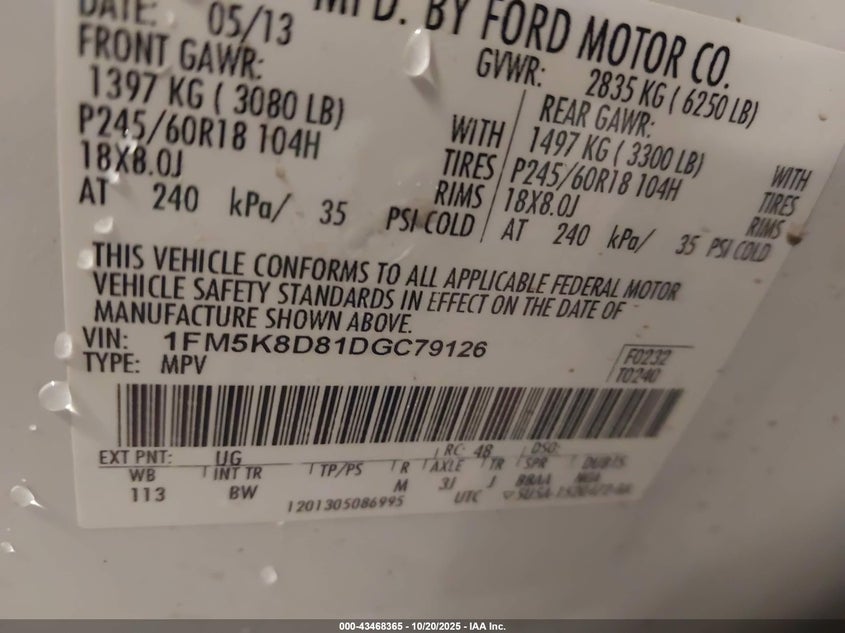 DATE: 05/13
MFD. BY FORD MOTOR CO.
FRONT GAWR:
1397 KG ( 3080 LB)
P245/60R18 104H
18X8.0J
WITH
TIRES
RIMS
AT 240 kPa/ 35 PSI COLD
GVWR: 2835 KG ( 6250 LB)
REAR GAWR:
1497 KG ( 3300 LB)
P245/60R18 104H
18X8.0J
WITH
TIRES
RIMS
AT 240 kPa/ 35 PSI COLD
THIS VEHICLE CONFORMS TO ALL APPLICABLE FEDERAL MOTOR
VEHICLE SAFETY STANDARDS IN EFFECT ON THE DATE OF
MANUFACTURE SHOWN ABOVE.
VIN: 1FM5K8D81DGC79126
TYPE: MPV
F0232
T0240
EXT PNT: UG RC: 48 DSO:
WB INT TR TP/PS R AXLE TR SPR
113 BW M 3J J BBAA
1201305086995 UTC
000-43468365 - 10/20/2025 - IAA Inc.